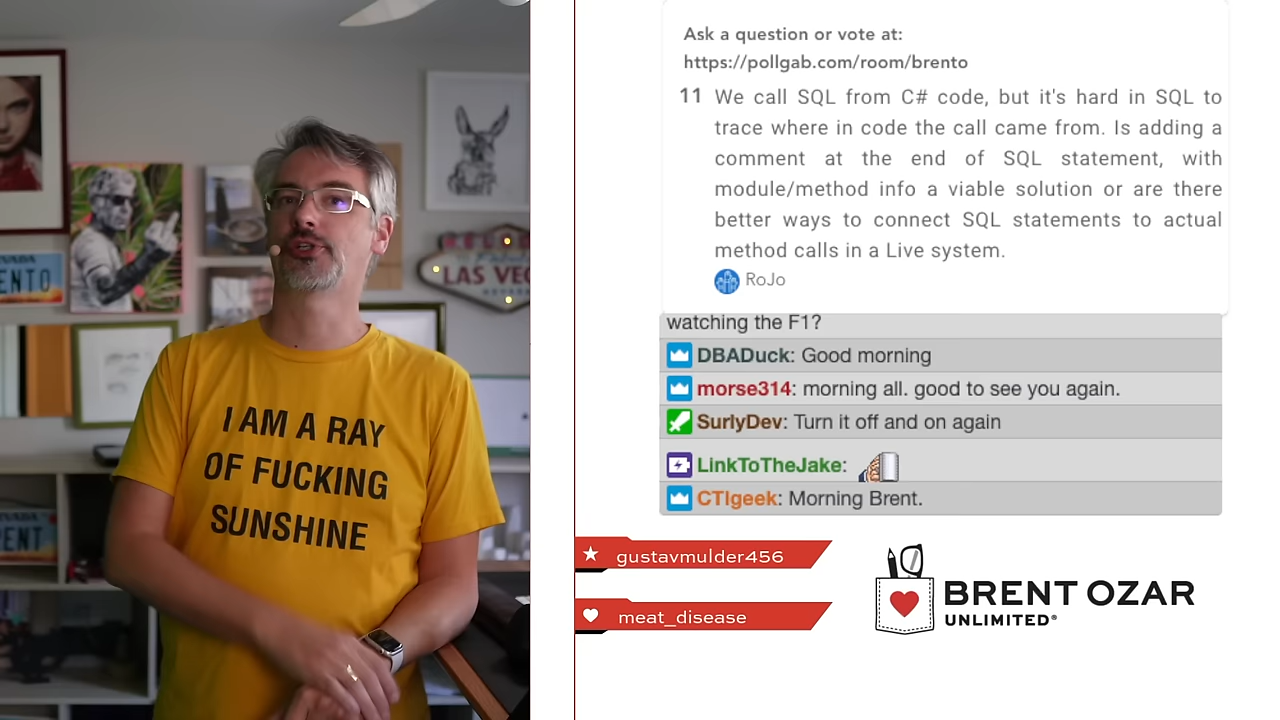 VADA
ENTO
VADA
ENT
LAS VE
I AM A RAY
OF FUCKING
SUNSHINE
Ask a question or vote at:
https://pollgab.com/room/brento
11 We call SQL from C# code, but it's hard in SQL to
trace where in code the call came from. Is adding a
comment at the end of SQL statement, with
module/method info a viable solution or are there
better ways to connect SQL statements to actual
method calls in a Live system.
RoJo
watching the F1?
DBADuck: Good morning
morse314: morning all. good to see you again.
SurlyDev: Turn it off and on again
LinkToTheJake:
CTIgeek: Morning Brent.
gustavmulder456
meat_disease
BRENT OZAR
UNLIMITED®